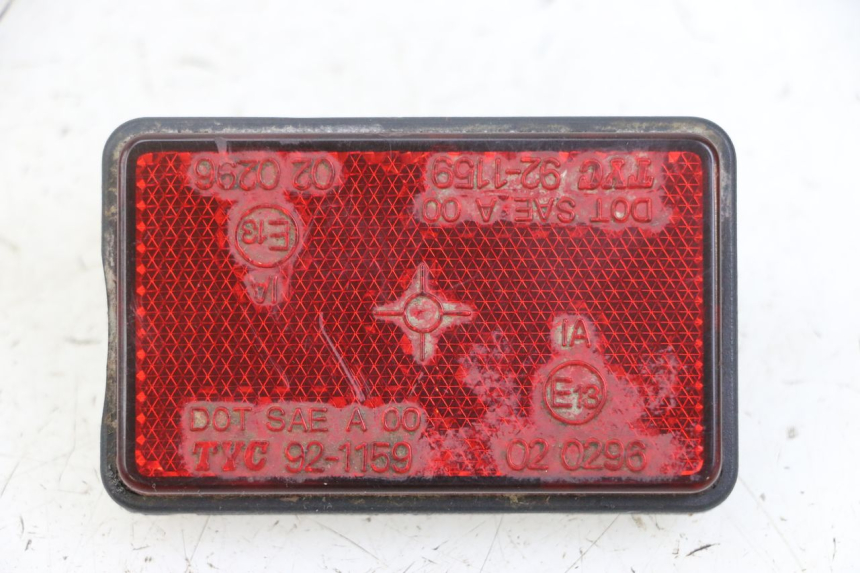 02 0296
E13
IA
TYC 92-1159
DOT SAE A 00
IA
E13
02 0296
DOT SAE A 00
TYC 92-1159